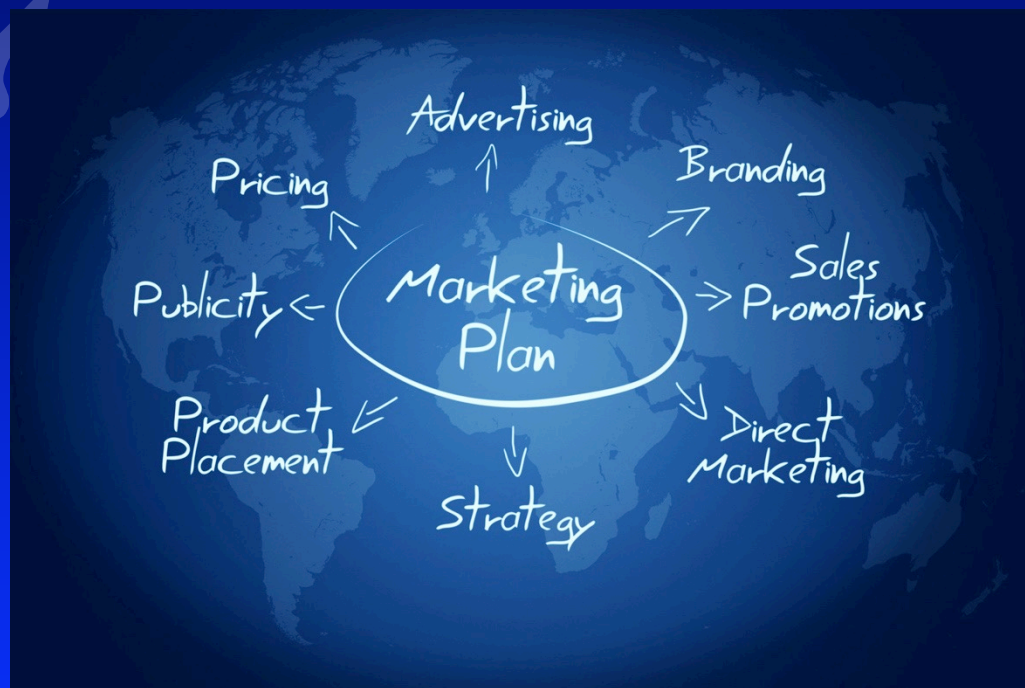 Advertising
Pricing
Branding
Marketing
Plan
Sales
Promotions
Publicity
Product
Placement
Direct
Marketing
Strategy